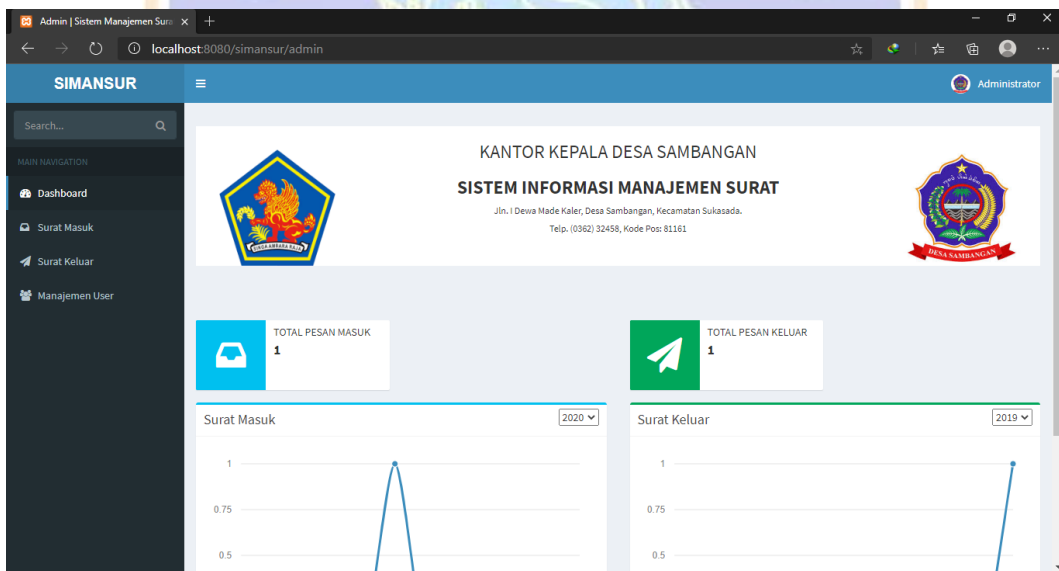 Admin | Sistem Manajemen Sura
localhost:8080/simansur/admin
SIMANSUR
Administrator
Search...
MAIN NAVIGATION
Dashboard
Surat Masuk
Surat Keluar
Manajemen User
SINGA AMBARA RAJA
KANTOR KEPALA DESA SAMBANGAN
SISTEM INFORMASI MANAJEMEN SURAT
Jln. I Dewa Made Kaler, Desa Sambangan, Kecamatan Sukasada.
Telp. (0362) 32458, Kode Pos: 81161
DESA SAMBANGAN
TOTAL PESAN MASUK
1
TOTAL PESAN KELUAR
1
Surat Masuk
2020
1
0.75
0.5
Surat Keluar
2019
1
0.75
0.5